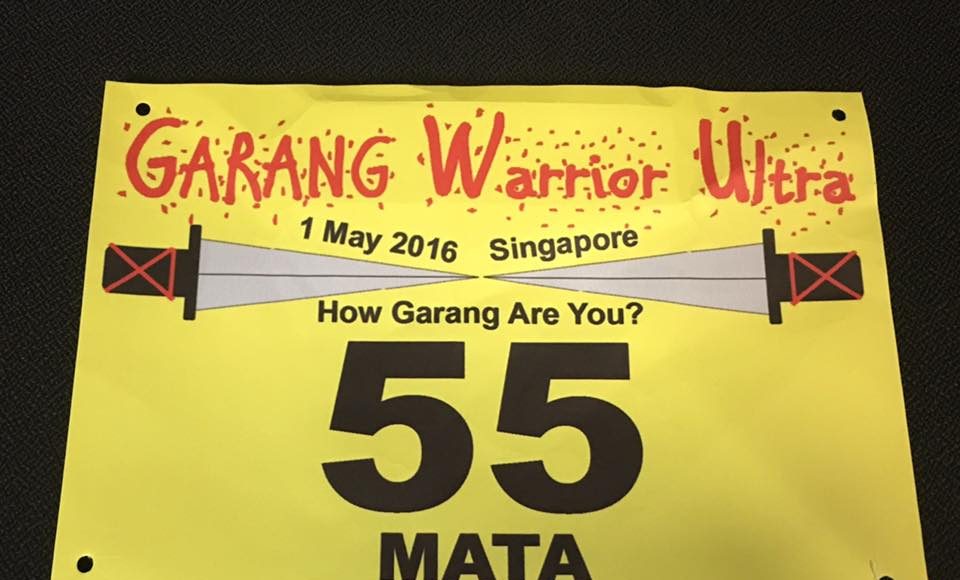 GARANG Warrior Ultra
1 May 2016 Singapore
How Garang Are You?
55
MATA